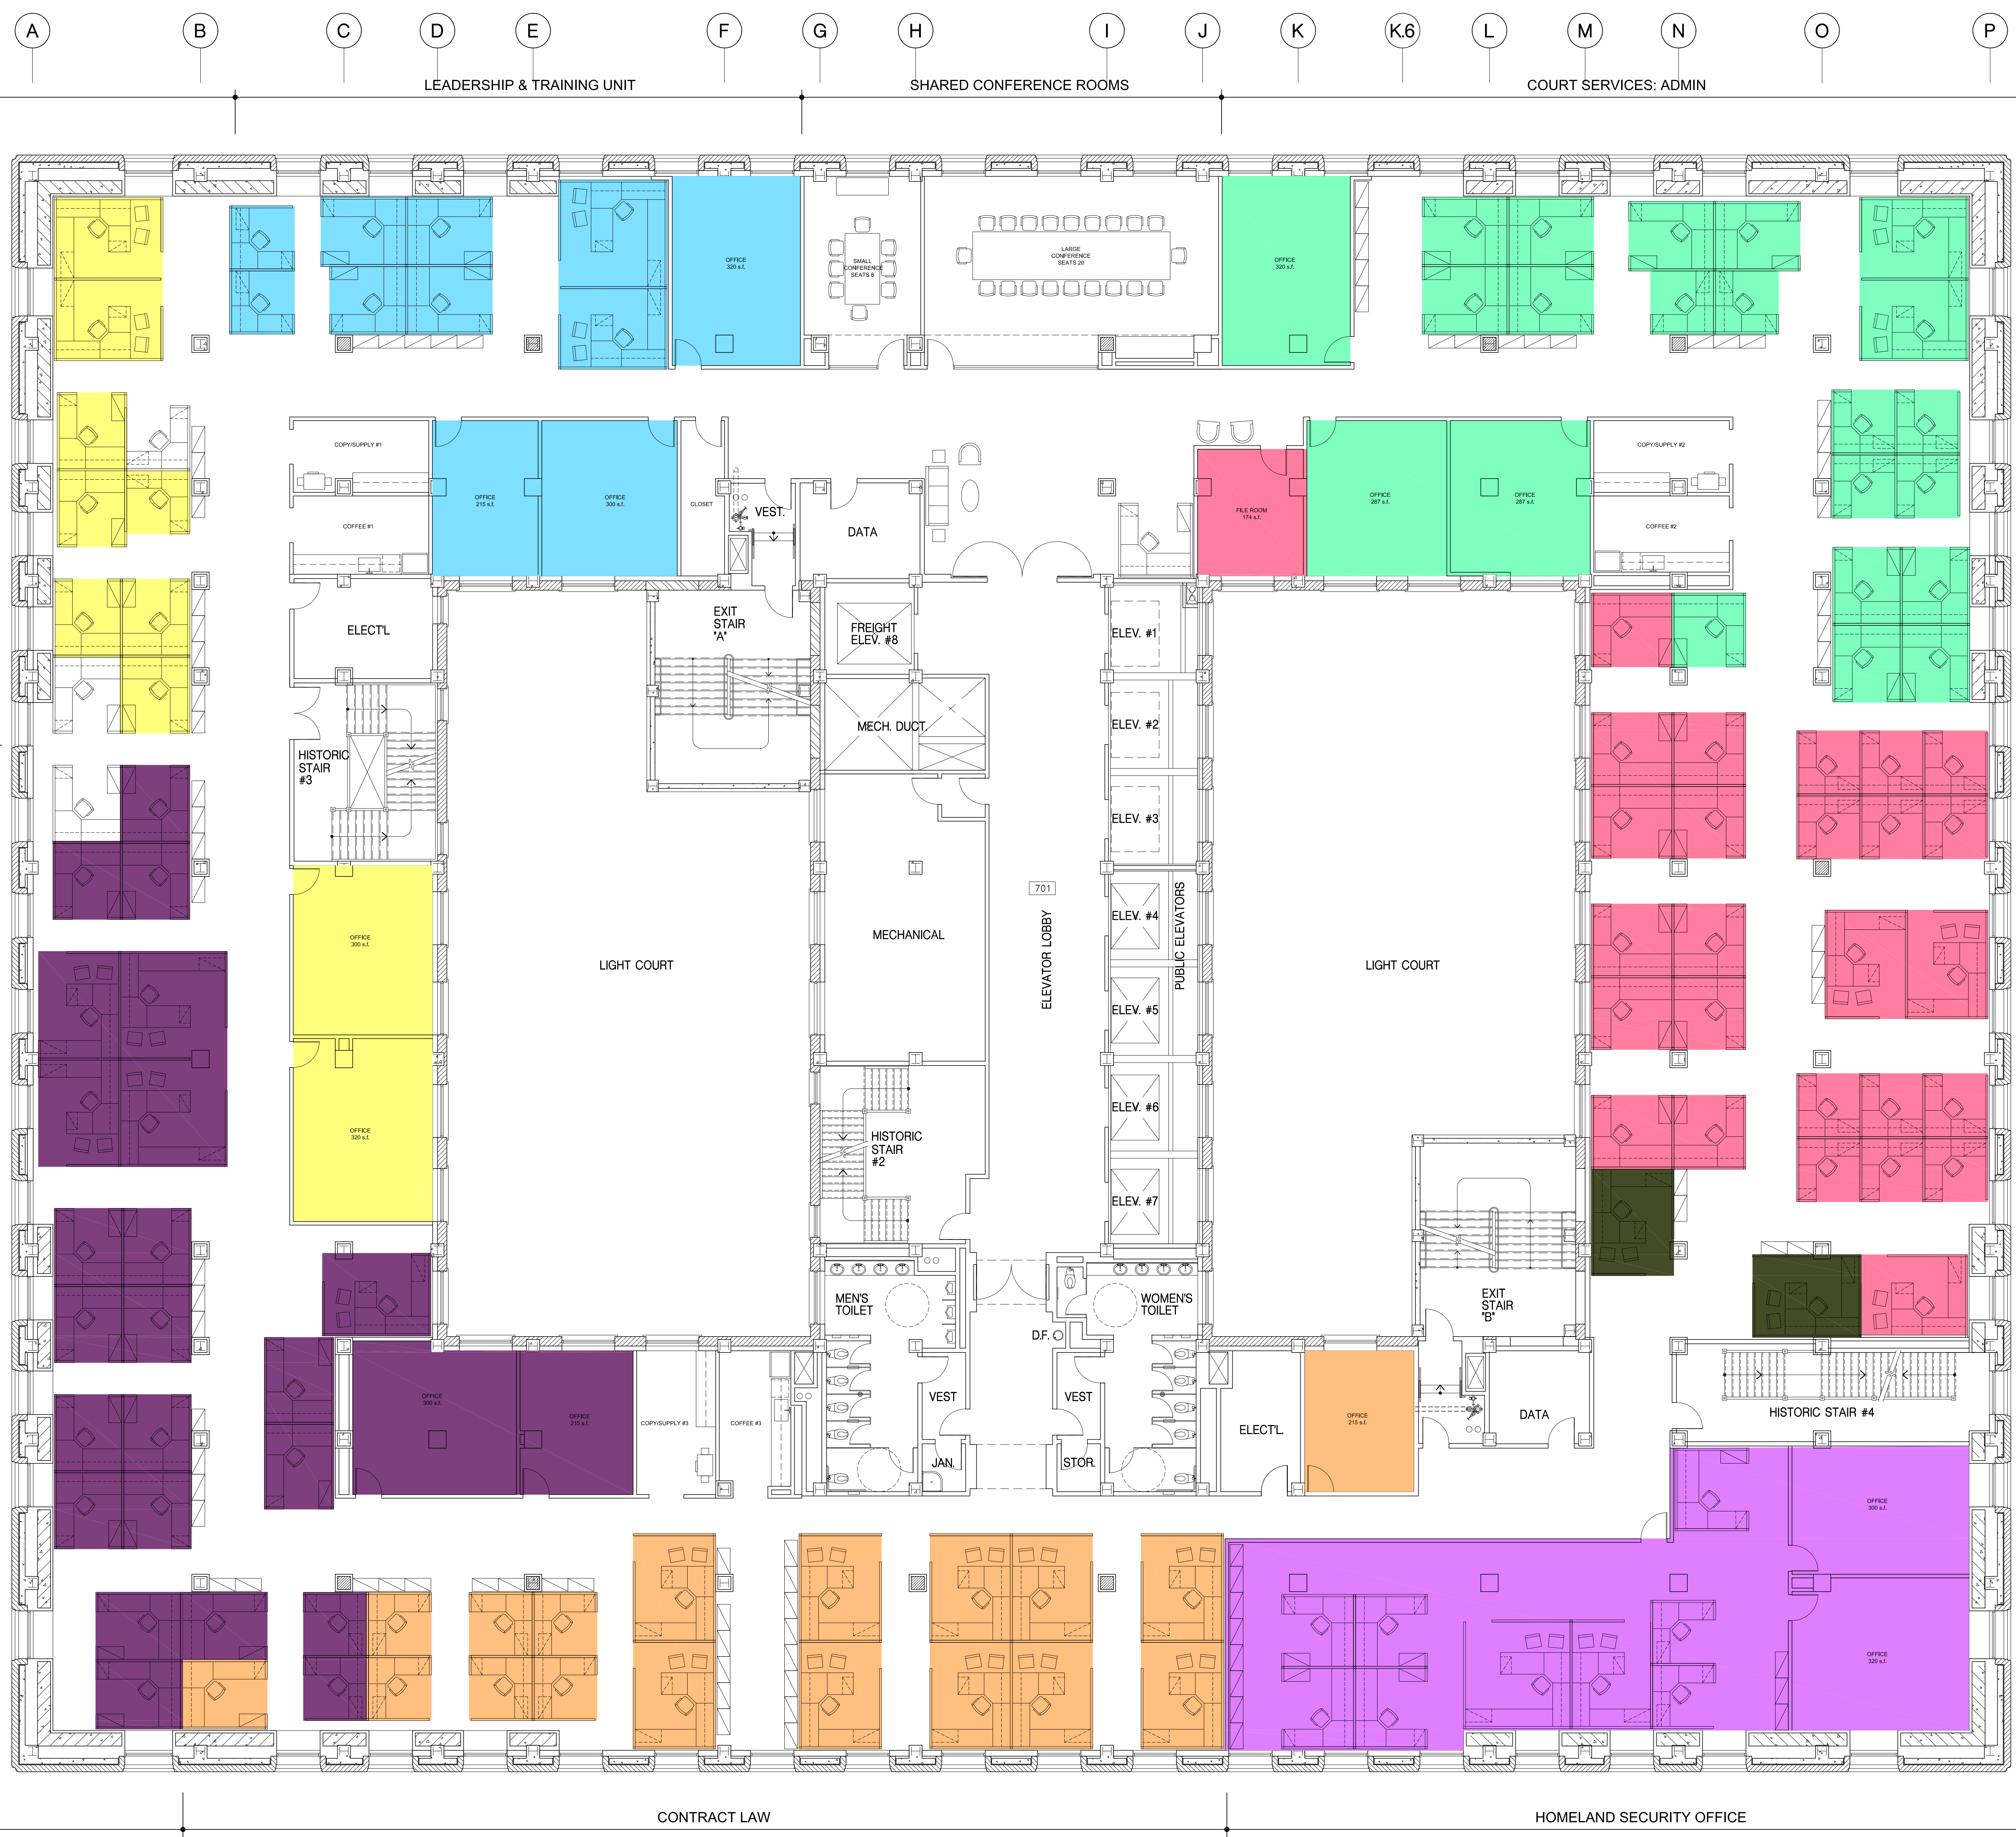 A B C D E F G H I J K K.6 L M N O P
LEADERSHIP & TRAINING UNIT
SHARED CONFERENCE ROOMS
COURT SERVICES: ADMIN
OFFICE
320 s.f.
SMALL
CONFERENCE
SEATS 8
LARGE
CONFERENCE
SEATS 20
OFFICE
320 s.f.
COPY/SUPPLY #1
COFFEE #1
OFFICE
215 s.f.
OFFICE
300 s.f.
CLOSET
VEST.
DATA
FILE ROOM
174 s.f.
OFFICE
287 s.f.
OFFICE
287 s.f.
COPY/SUPPLY #2
COFFEE #2
ELECT'L
EXIT
STAIR
"A"
FREIGHT
ELEV. #8
ELEV. #1
HISTORIC
STAIR
#3
MECH. DUCT.
ELEV. #2
ELEV. #3
701
OFFICE
300 s.f.
LIGHT COURT
MECHANICAL
ELEVATOR LOBBY
ELEV. #4
PUBLIC ELEVATORS
LIGHT COURT
ELEV. #5
OFFICE
320 s.f.
HISTORIC
STAIR
#2
ELEV. #6
ELEV. #7
MEN'S
TOILET
WOMEN'S
TOILET
D.F.
EXIT
STAIR
"B"
OFFICE
300 s.f.
OFFICE
215 s.f.
COPY/SUPPLY #3
COFFEE #3
VEST
VEST
JAN.
STOR.
ELECT'L.
OFFICE
215 s.f.
DATA
HISTORIC STAIR #4
OFFICE
300 s.f.
OFFICE
320 s.f.
CONTRACT LAW
HOMELAND SECURITY OFFICE